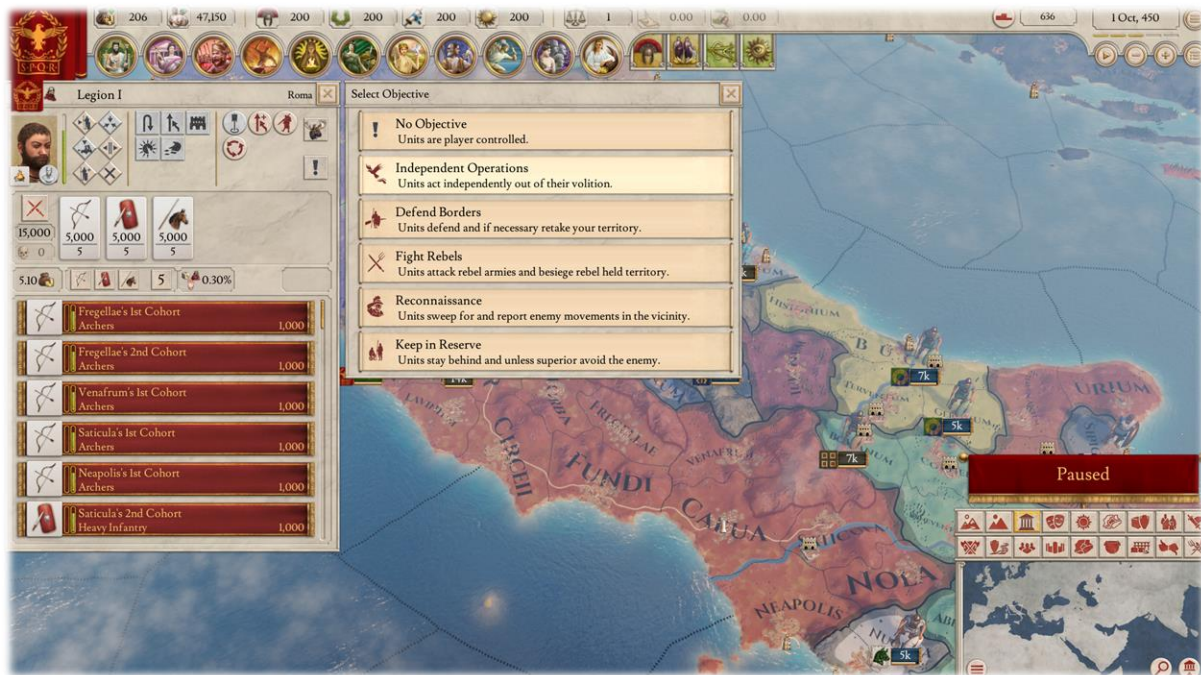 206
47,150
200
200
200
200
1
0.00
0.00
636
1 Oct, 450
S·P·Q·R
Legion I
Roma
Select Objective
No Objective
Units are player controlled.
Independent Operations
Units act independently out of their volition.
Defend Borders
Units defend and if necessary retake your territory.
Fight Rebels
Units attack rebel armies and besiege rebel held territory.
Reconnaissance
Units sweep for and report enemy movements in the vicinity.
Keep in Reserve
Units stay behind and unless superior avoid the enemy.
15,000
0
5,000
5
5,000
5
5,000
5
5.10
5
0.30%
Fregellae's 1st Cohort
Archers
1,000
Fregellae's 2nd Cohort
Archers
1,000
Venafrum's 1st Cohort
Archers
1,000
Saticula's 1st Cohort
Archers
1,000
Neapolis's 1st Cohort
Archers
1,000
Saticula's 2nd Cohort
Heavy Infantry
1,000
HISTORIUM
7k
URIUM
5k
7k
FREGELLAE
CIRCEII
FUNDI
VENAFRUM
CAPUA
NOLA
NEAPOLIS
5k
Paused